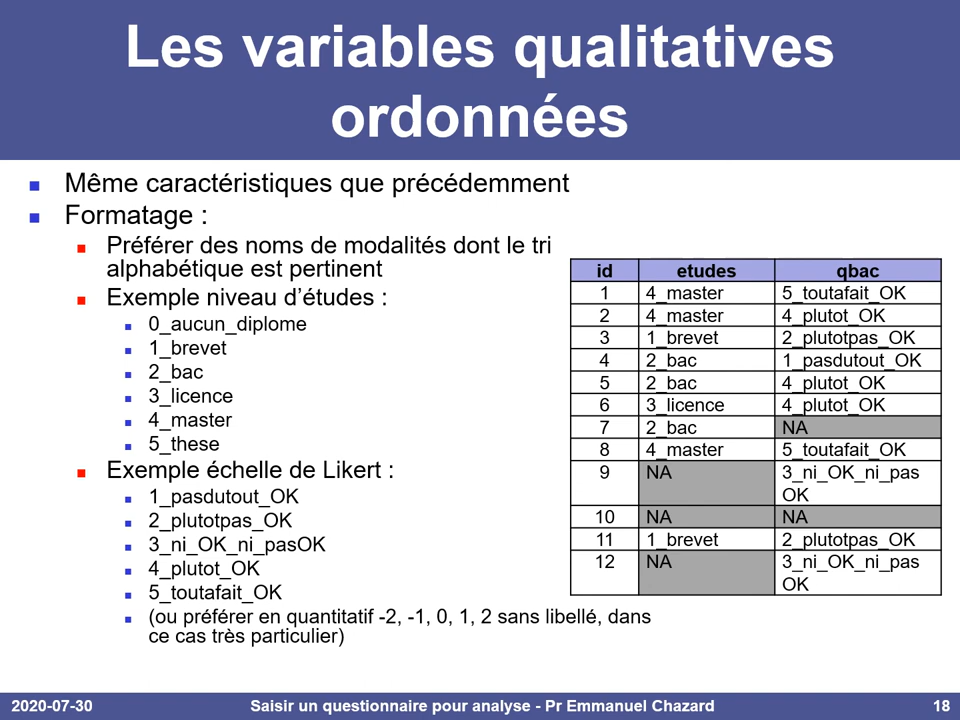 Les variables qualitatives
ordonnées
Même caractéristiques que précédemment
Formatage :
Préférer des noms de modalités dont le tri
alphabétique est pertinent
Exemple niveau d’études :
0_aucun_diplome
1_brevet
2_bac
3_licence
4_master
5_these
Exemple échelle de Likert :
1_pasdutout_OK
2_plutotpas_OK
3_ni_OK_ni_pasOK
4_plutot_OK
5_toutafait_OK
(ou préférer en quantitatif -2, -1, 0, 1, 2 sans libellé, dans
ce cas très particulier)
id etudes qbac
1 4_master 5_toutafait_OK
2 4_master 4_plutot_OK
3 1_brevet 2_plutotpas_OK
4 2_bac 1_pasdutout_OK
5 2_bac 4_plutot_OK
6 3_licence 4_plutot_OK
7 2_bac NA
8 4_master 5_toutafait_OK
9 NA 3_ni_OK_ni_pas
OK
10 NA NA
11 1_brevet 2_plutotpas_OK
12 NA 3_ni_OK_ni_pas
OK
2020-07-30 Saisir un questionnaire pour analyse - Pr Emmanuel Chazard 18